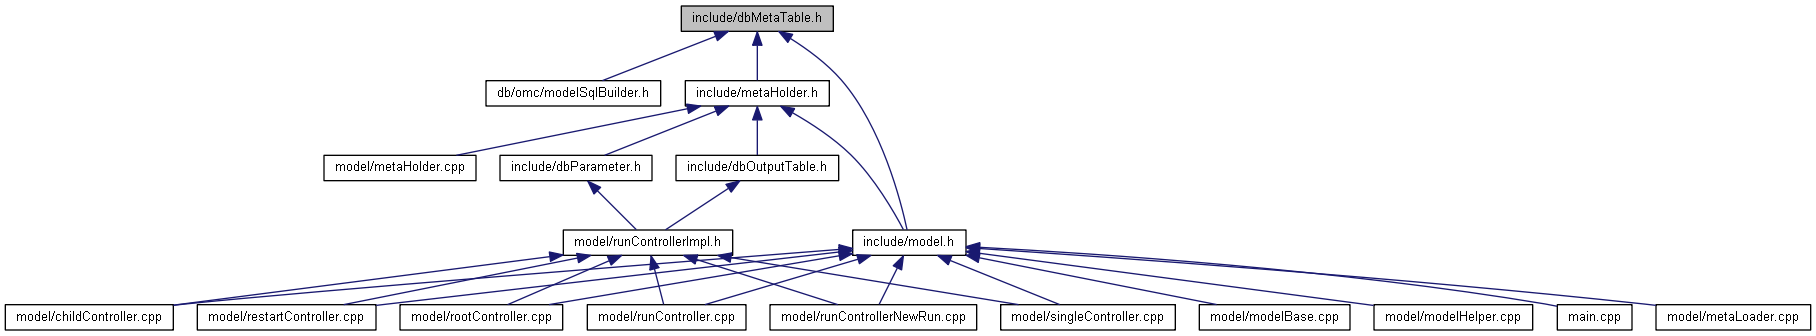 include/dbMetaTable.h
db/omc/modelSqlBuilder.h
include/metaHolder.h
model/metaHolder.cpp
include/dbParameter.h
include/dbOutputTable.h
model/runControllerImpl.h
include/model.h
model/childController.cpp
model/restartController.cpp
model/rootController.cpp
model/runController.cpp
model/runControllerNewRun.cpp
model/singleController.cpp
model/modelBase.cpp
model/modelHelper.cpp
main.cpp
model/metaLoader.cpp